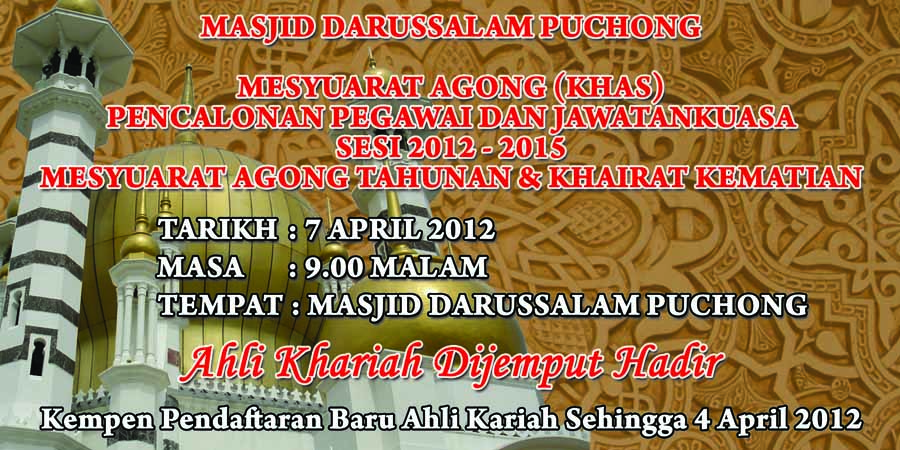 MASJID DARUSSALAM PUCHONG
MESYUARAT AGONG (KHAS)
PENCALONAN PEGAWAI DAN JAWATANKUASA
SESI 2012 - 2015
MESYUARAT AGONG TAHUNAN & KHAIRAT KEMATIAN
TARIKH : 7 APRIL 2012
MASA : 9.00 MALAM
TEMPAT : MASJID DARUSSALAM PUCHONG
Ahli Khariah Dijemput Hadir
Kempen Pendaftaran Baru Ahli Kariah Sehingga 4 April 2012